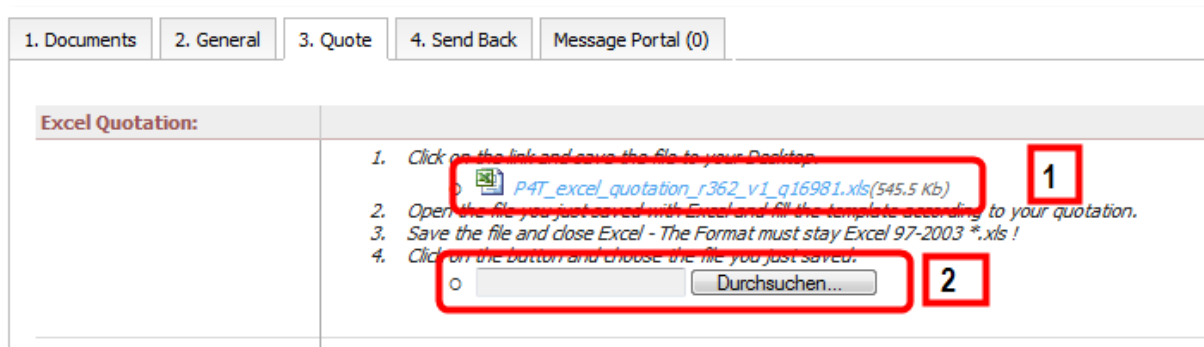 1. Documents 2. General 3. Quote 4. Send Back Message Portal (0)
Excel Quotation:
1. Click on the link and save the file to your Desktop.
o P4T_excel_quotation_r362_v1_q16981.xls(545.5 Kb)
1
2. Open the file you just saved with Excel and fill the template according to your quotation.
3. Save the file and close Excel - The Format must stay Excel 97-2003 *.xls !
4. Click on the button and choose the file you just saved.
o Durchsuchen...
2